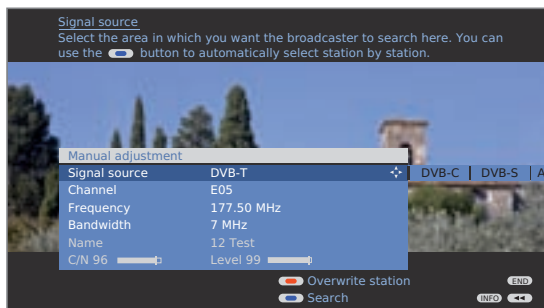 Signal source
Select the area in which you want the broadcaster to search here. You can
use the button to automatically select station by station.
Manual adjustment
Signal source DVB-T DVB-C DVB-S A
Channel E05
Frequency 177.50 MHz
Bandwidth 7 MHz
Name 12 Test
C/N 96 Level 99
Overwrite station END
Search INFO